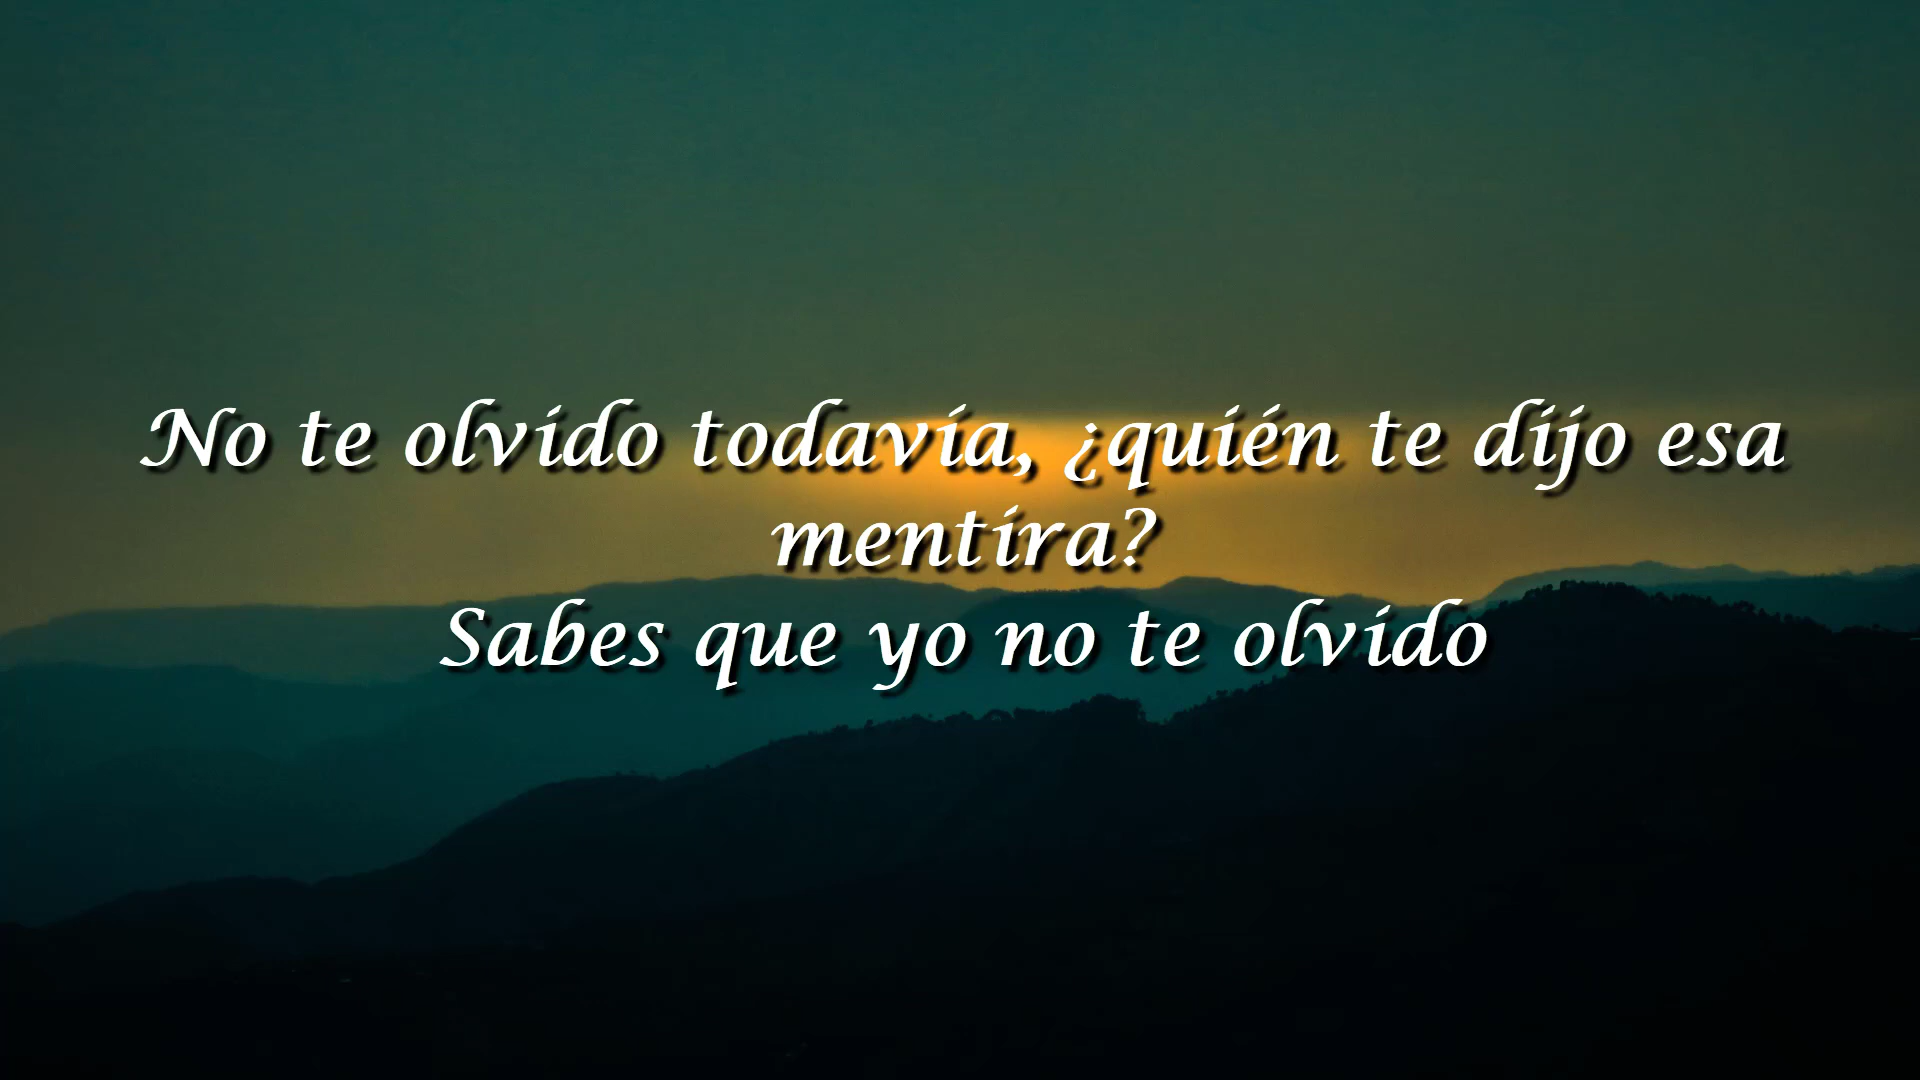 No te olvido todavía, ¿quién te dijo esa
mentira?
Sabes que yo no te olvido